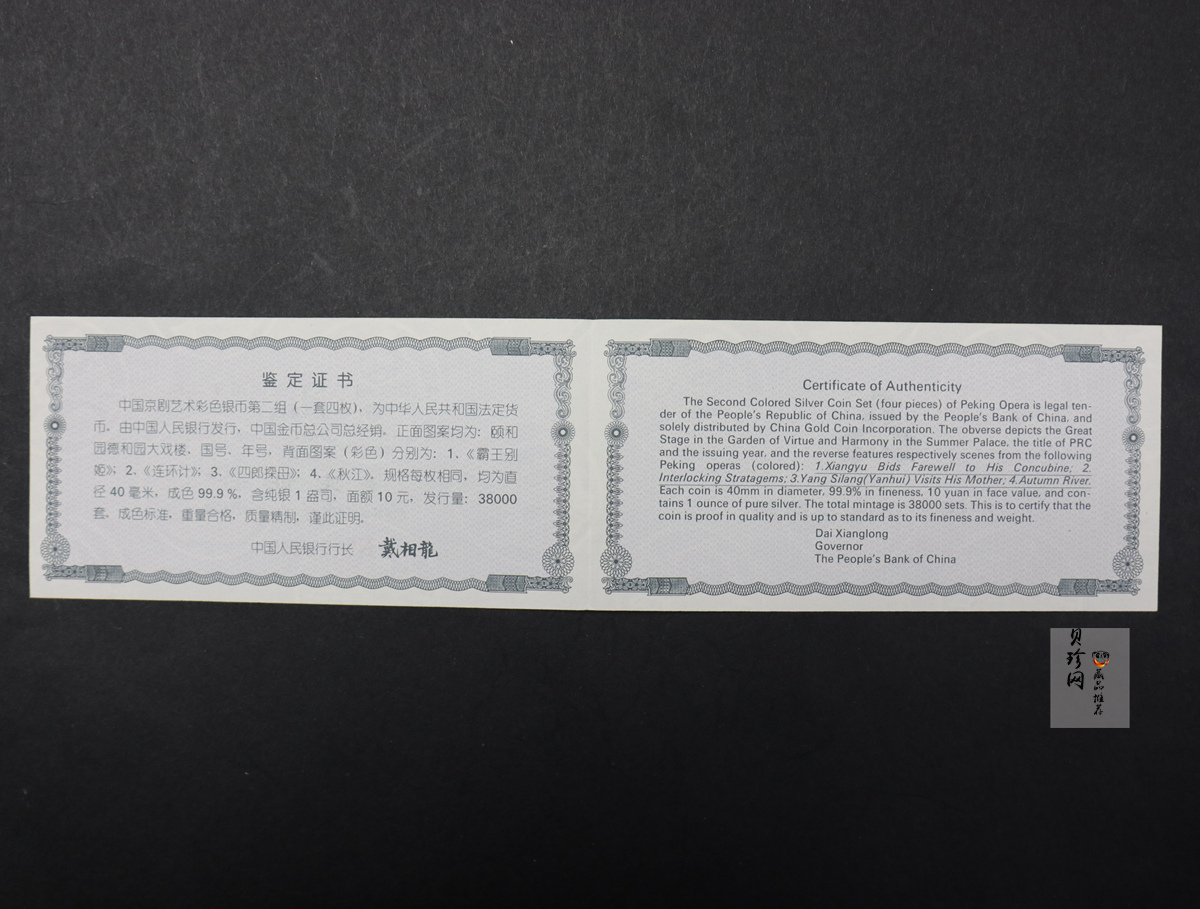 鉴定证书
中国京剧艺术彩色银币第二组（一套四枚），为中华人民共和国法定货
币。由中国人民银行发行，中国金币总公司总经销。正面图案均为：颐和
园德和园大戏楼、国号、年号，背面图案（彩色）分别为：1、《霸王别
姬》；2、《连环计》；3、《四郎探母》；4、《秋江》。规格每枚相同，均为直
径40毫米，成色99.9%，含纯银1盎司，面额10元，发行量：38000
套。成色标准，重量合格，质量精制，谨此证明。
中国人民银行行长 戴相龍
Certificate of Authenticity
The Second Colored Silver Coin Set (four pieces) of Peking Opera is legal ten-
der of the People's Republic of China, issued by the People's Bank of China, and
solely distributed by China Gold Coin Incorporation. The obverse depicts the Great
Stage in the Garden of Virtue and Harmony in the Summer Palace, the title of PRC
and the issuing year, and the reverse features respectively scenes from the following
Peking operas (colored): 1.Xiangyu Bids Farewell to His Concubine; 2.
Interlocking Stratagems; 3.Yang Silang(Yanhui) Visits His Mother; 4.Autumn River.
Each coin is 40mm in diameter, 99.9% in fineness, 10 yuan in face value, and con-
tains 1 ounce of pure silver. The total mintage is 38000 sets. This is to certify that the
coin is proof in quality and is up to standard as to its fineness and weight.
Dai Xianglong
Governor
The People's Bank of China
贝珍网
藏品推荐